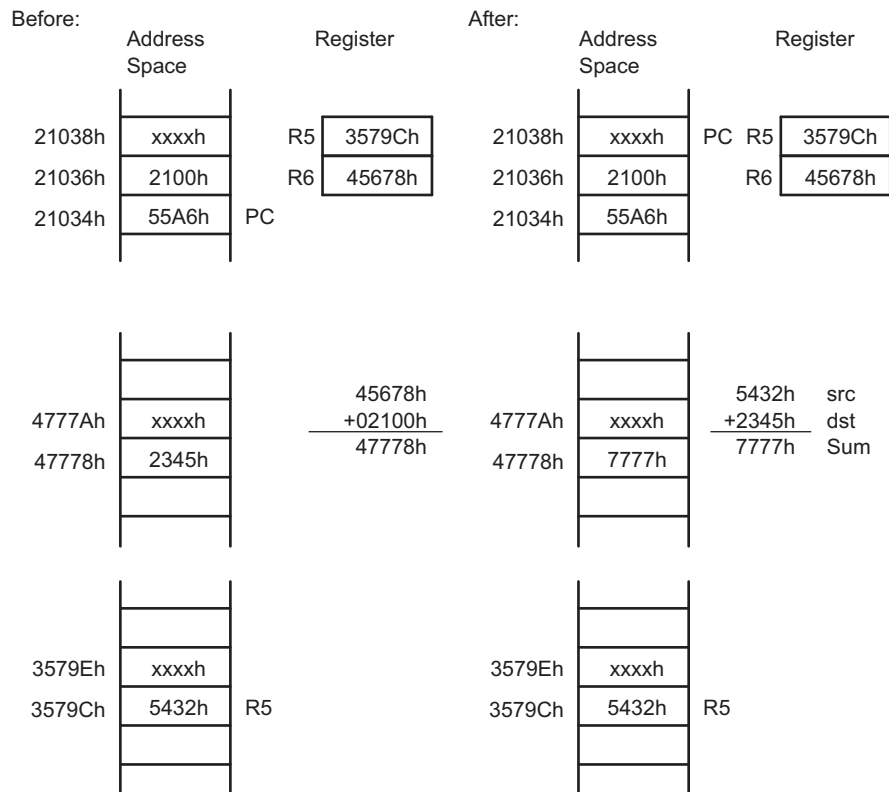 Before: After:
Address Register Address Register
Space Space
21038h xxxxh R5 3579Ch 21038h xxxxh PC R5 3579Ch
21036h 2100h R6 45678h 21036h 2100h R6 45678h
21034h 55A6h PC 21034h 55A6h
45678h 5432h src
4777Ah xxxxh +02100h 4777Ah xxxxh +2345h dst
47778h 2345h 47778h 47778h 7777h 7777h Sum
3579Eh xxxxh 3579Eh xxxxh
3579Ch 5432h R5 3579Ch 5432h R5